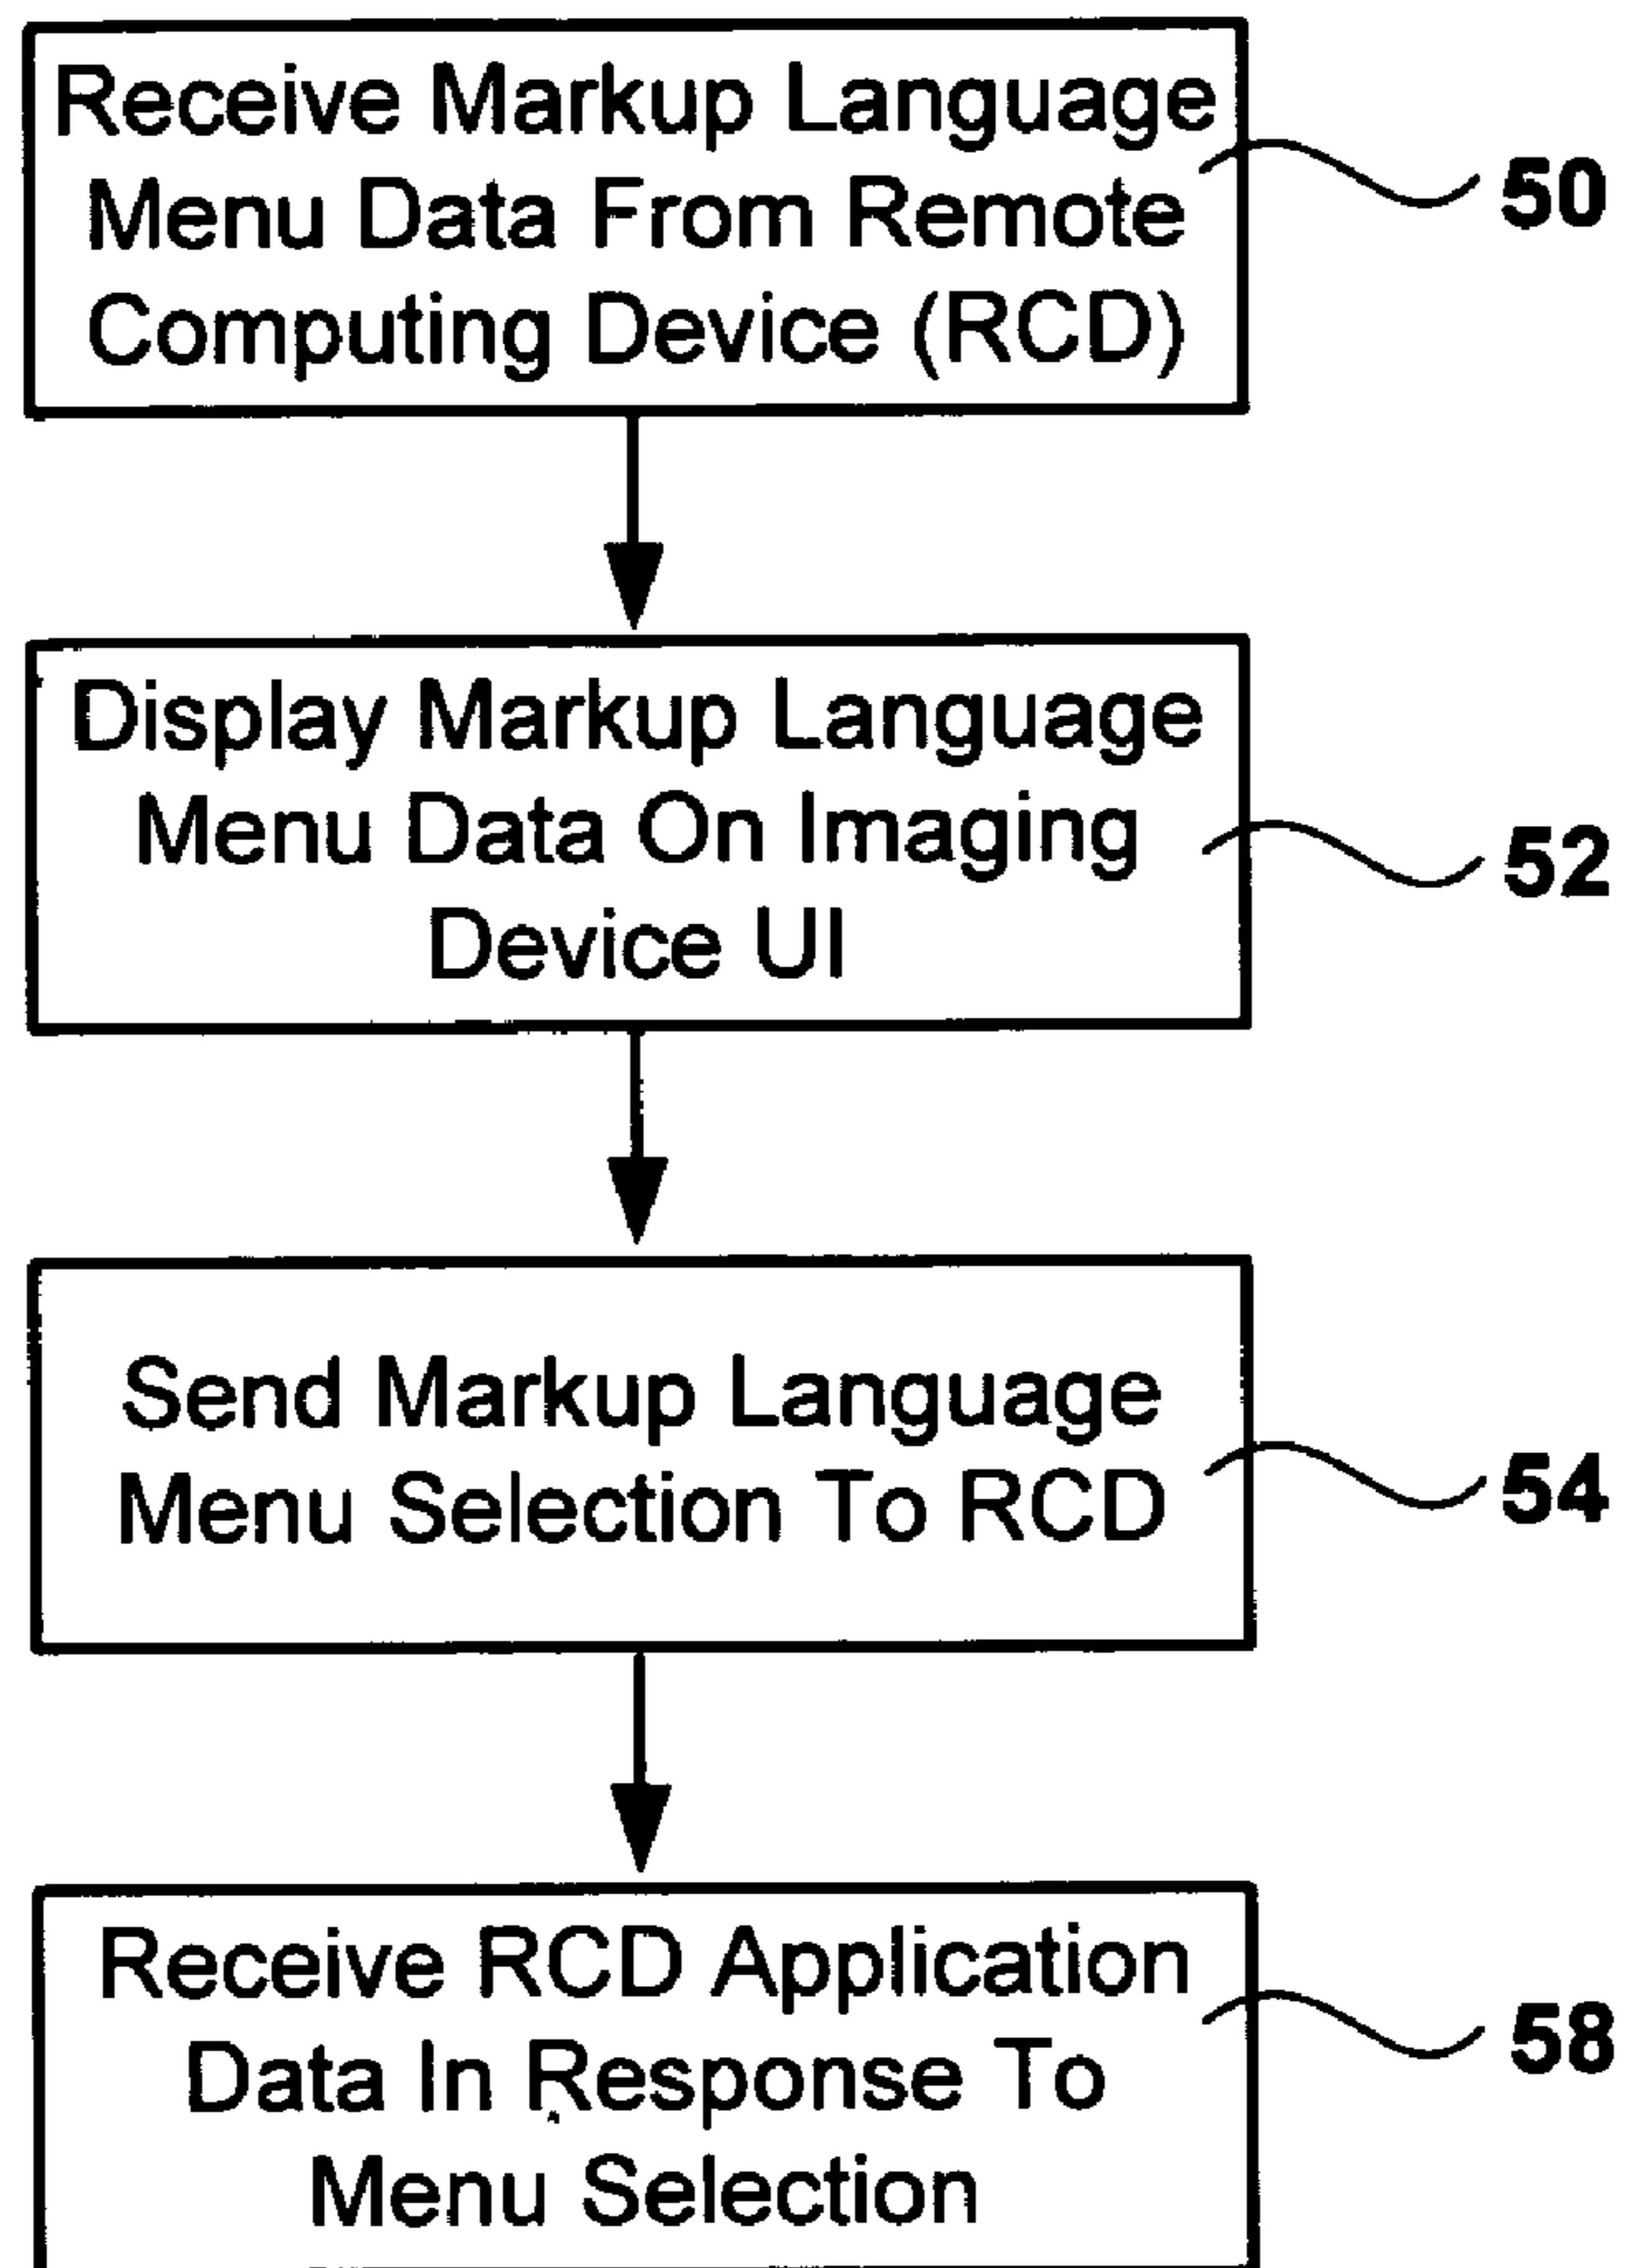 Receive Markup Language
Menu Data From Remote
Computing Device (RCD)
50
Display Markup Language
Menu Data On Imaging
Device UI
52
Send Markup Language
Menu Selection To RCD
54
Receive RCD Application
Data In Response To
Menu Selection
58